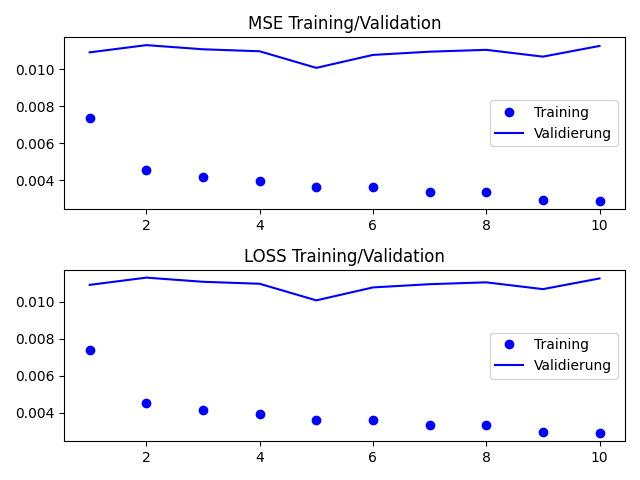 MSE Training/Validation
0.010
0.008
0.006
0.004
Training
Validierung
2 4 6 8 10
LOSS Training/Validation
0.010
0.008
0.006
0.004
Training
Validierung
2 4 6 8 10